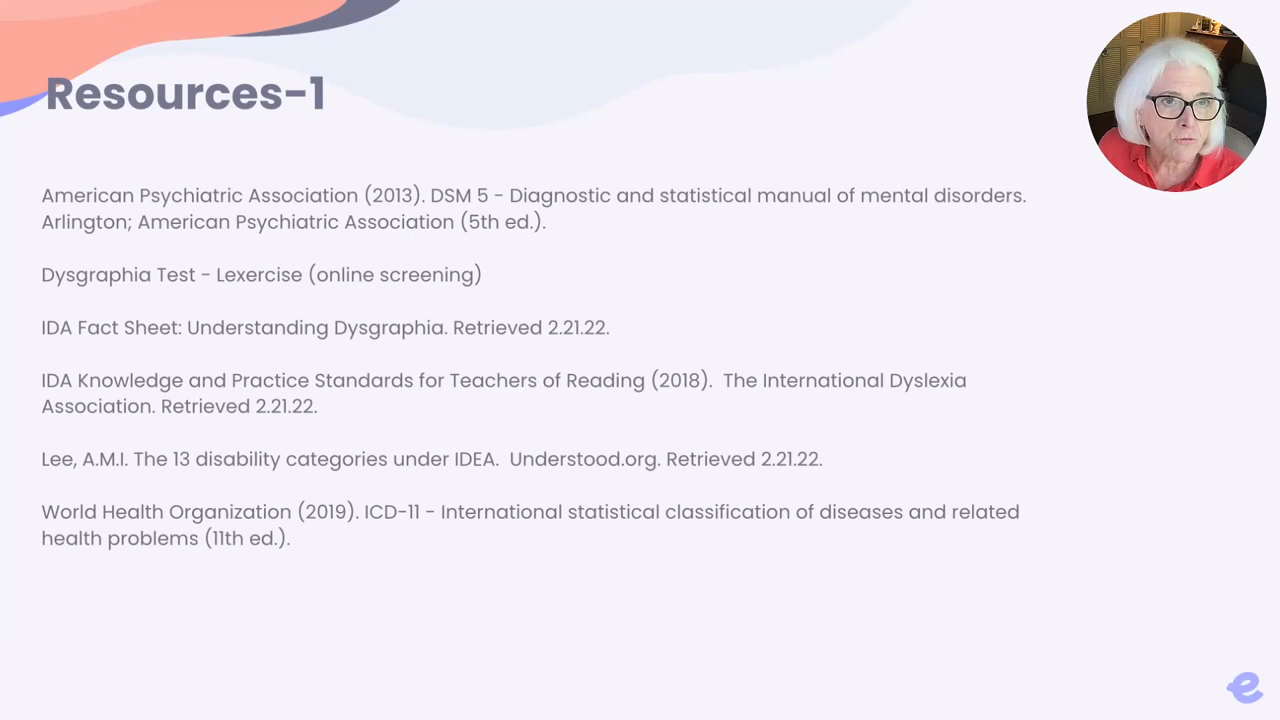 Resources-1
American Psychiatric Association (2013). DSM 5 - Diagnostic and statistical manual of mental disorders.
Arlington; American Psychiatric Association (5th ed.).
Dysgraphia Test - Lexercise (online screening)
IDA Fact Sheet: Understanding Dysgraphia. Retrieved 2.21.22.
IDA Knowledge and Practice Standards for Teachers of Reading (2018).  The International Dyslexia
Association. Retrieved 2.21.22.
Lee, A.M.I. The 13 disability categories under IDEA.  Understood.org. Retrieved 2.21.22.
World Health Organization (2019). ICD-11 - International statistical classification of diseases and related
health problems (11th ed.).
e